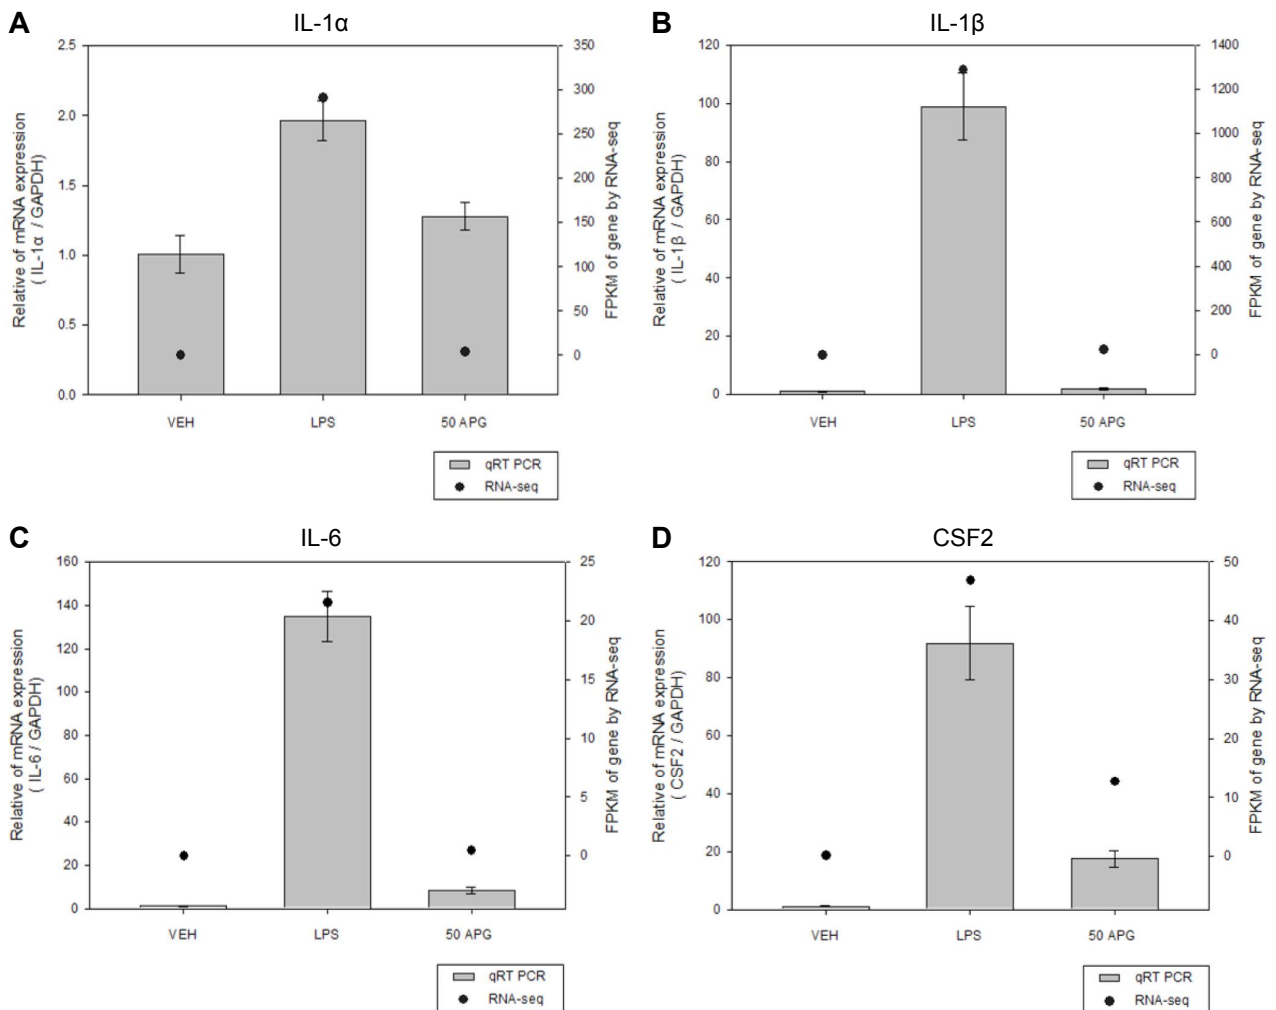 A
IL-1α
Relative of mRNA expression
( IL-1α / GAPDH)
2.5
2.0
1.5
1.0
0.5
0.0
350
300
250
200
150
100
50
0
FPKM of gene by RNA-seq
VEH
LPS
50 APG
qRT PCR
RNA-seq
B
IL-1β
Relative of mRNA expression
( IL-1β / GAPDH)
120
100
80
60
40
20
0
1400
1200
1000
800
600
400
200
0
FPKM of gene by RNA-seq
VEH
LPS
50 APG
qRT PCR
RNA-seq
C
IL-6
Relative of mRNA expression
( IL-6 / GAPDH)
160
140
120
100
80
60
40
20
0
25
20
15
10
5
0
FPKM of gene by RNA-seq
VEH
LPS
50 APG
qRT PCR
RNA-seq
D
CSF2
Relative of mRNA expression
( CSF2 / GAPDH)
120
100
80
60
40
20
0
50
40
30
20
10
0
FPKM of gene by RNA-seq
VEH
LPS
50 APG
qRT PCR
RNA-seq